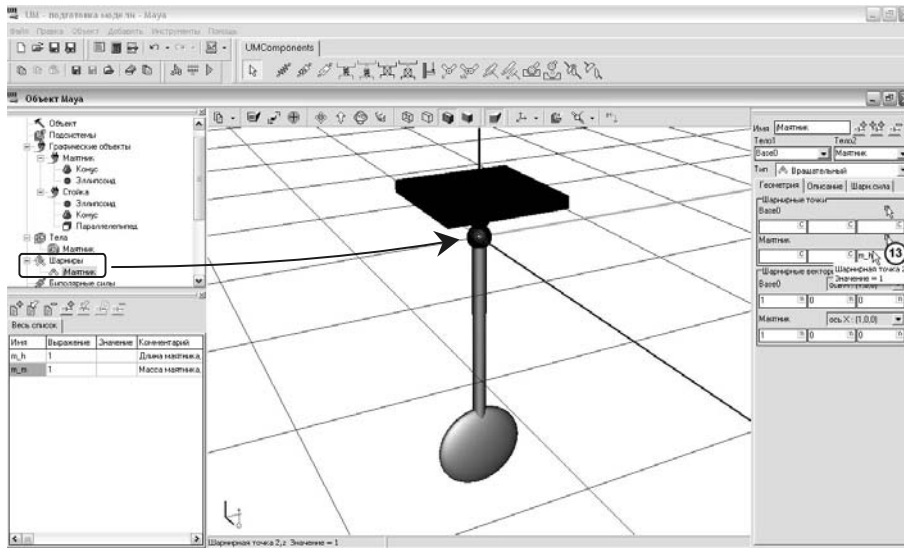 UM - подготовка модели - Maya
Файл Правка Объект Добавить Инструменты Помощь
UMComponents
Объект Maya
Объект
Подсистемы
Графические объекты
Маятник
Конус
Эллипсоид
Стойка
Эллипсоид
Конус
Параллелепипед
Тела
Маятник
Шарниры
Маятник
Биполярные силы
Весь список
Имя Выражение Значение Комментарий
m_h 1 Длина маятника,
m_m 1 Масса маятника,
Имя Маятник
Тело1 Тело2
Base0 Маятник
Тип Вращательный
Геометрия Описание Шарн.сила
Шарнирные точки
Base0
C C C
Маятник
C C m_h
13
Шарнирная точка 2
Значение = 1
Шарнирные вектор
Base0
1 0 0
Маятник ось X : (1,0,0)
1 0 0
Шарнирная точка 2,z Значение = 1